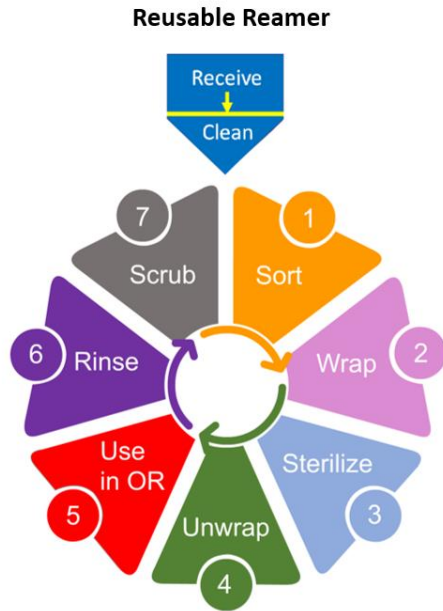 Reusable Reamer
Receive
Clean
7
Scrub
1
Sort
6
Rinse
Wrap
2
Use
in OR
5
Sterilize
3
Unwrap
4